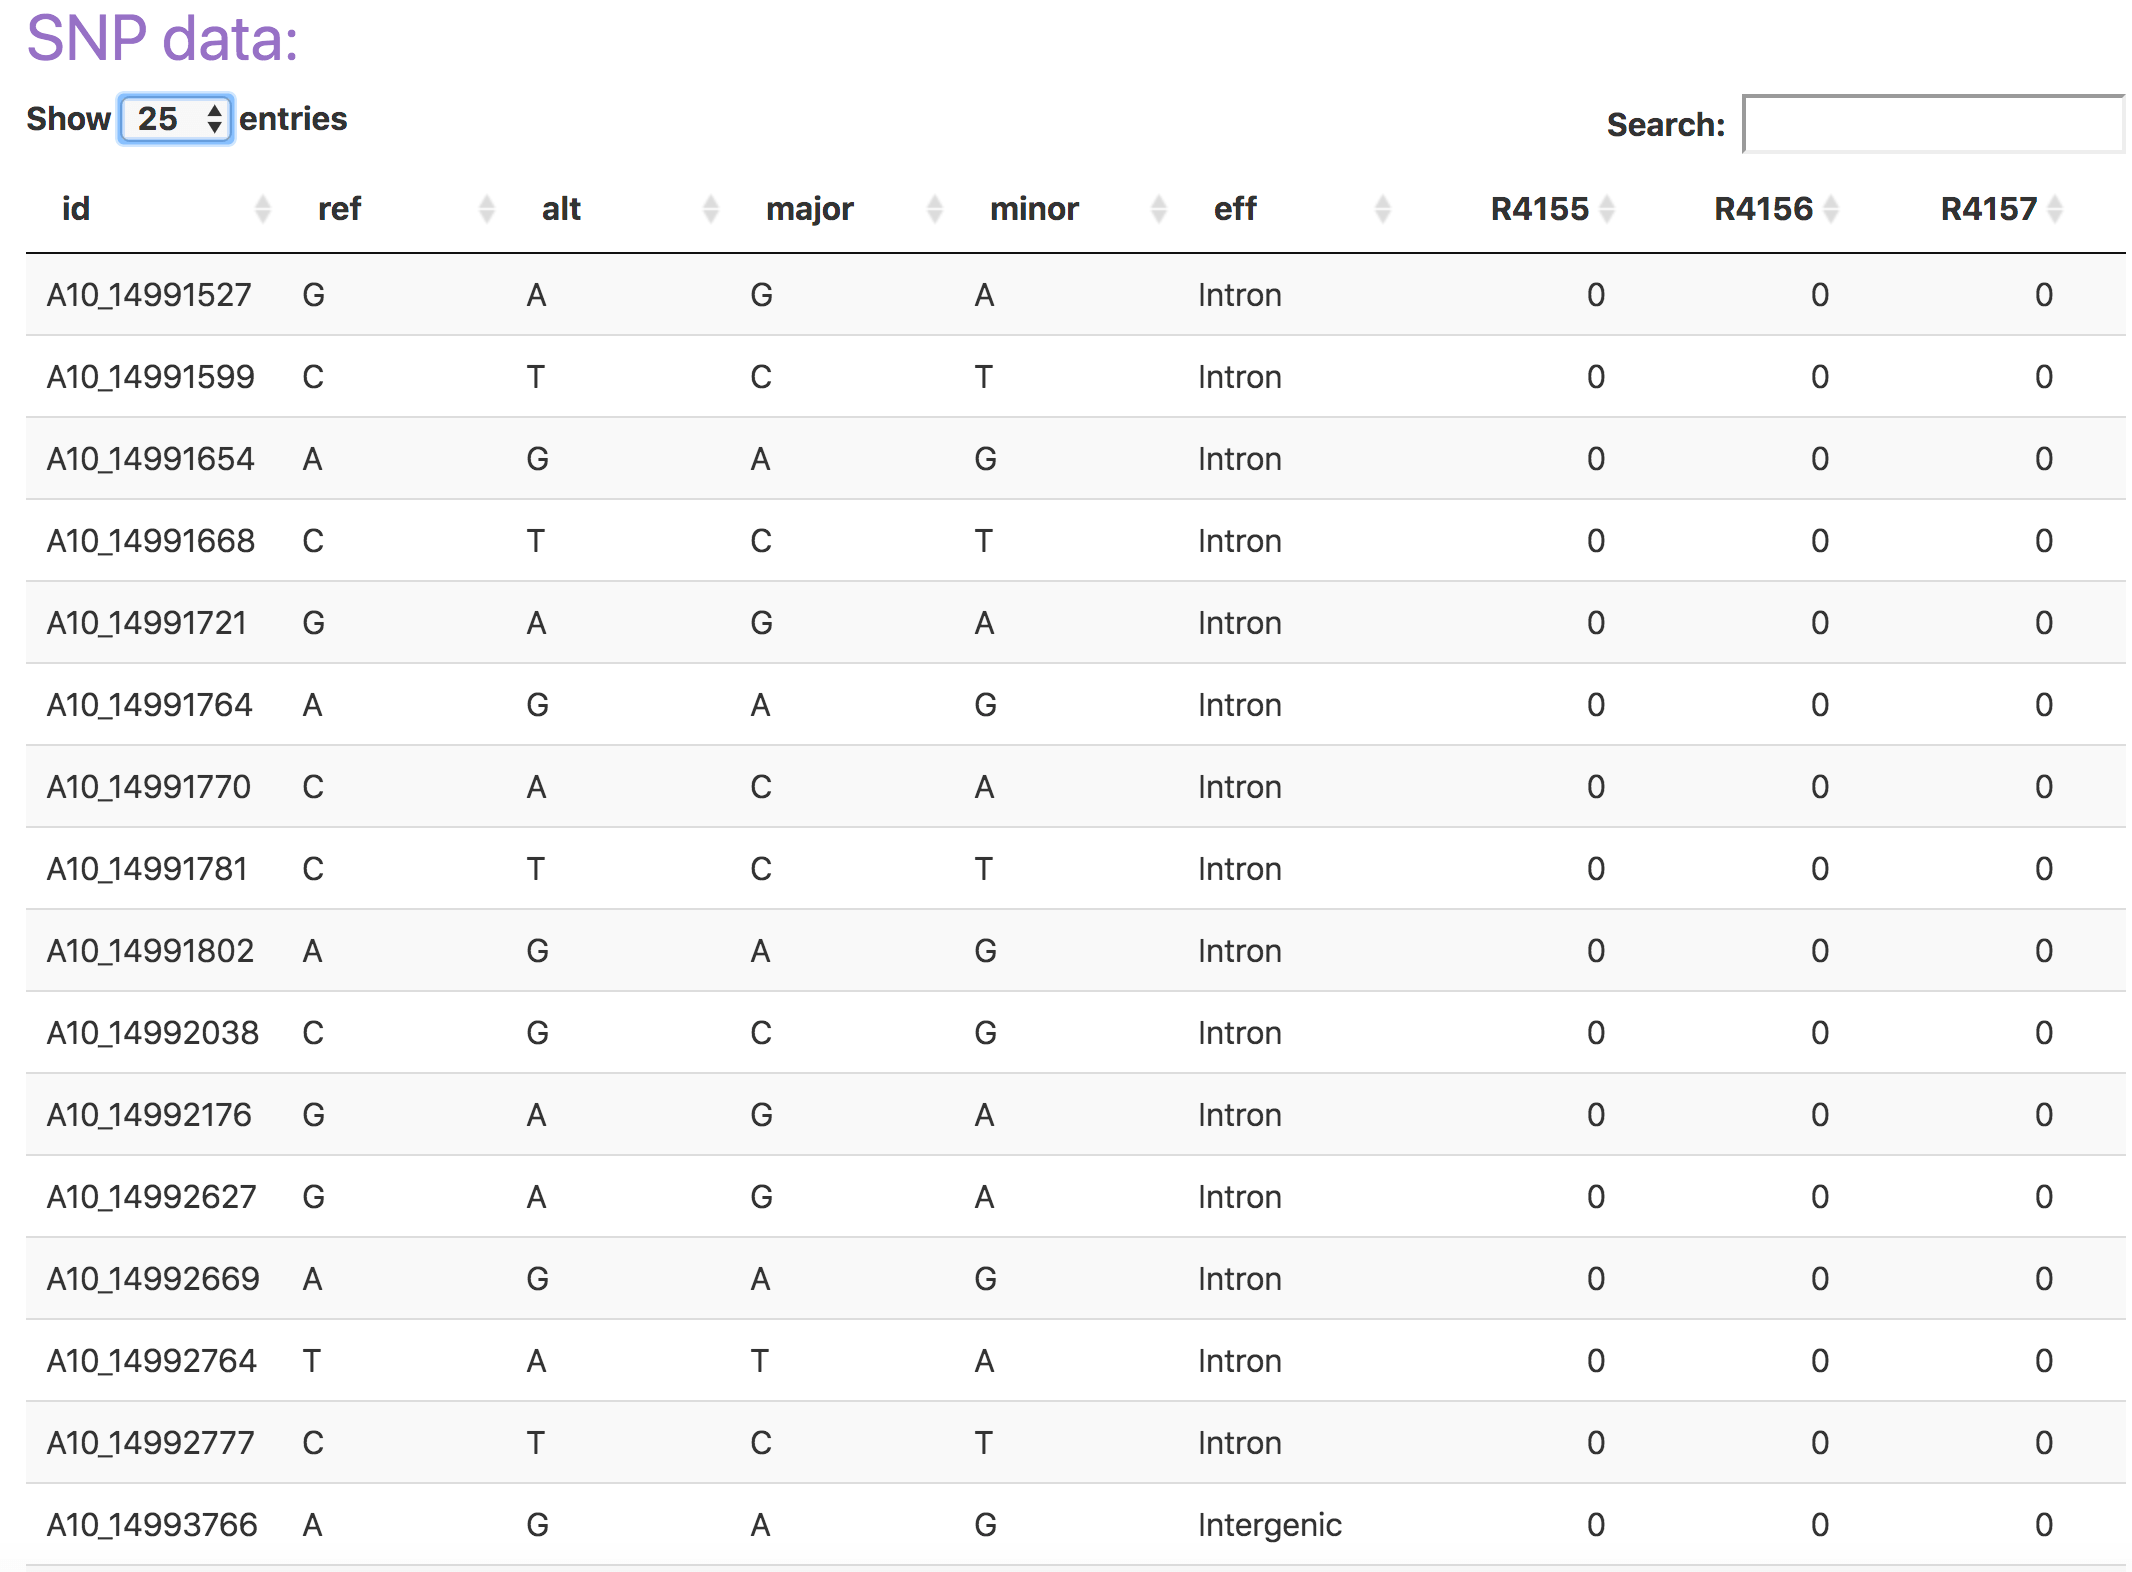 SNP data:
Show 25 entries Search:
id ref alt major minor eff R4155 R4156 R4157
A10_14991527 G A G A Intron 0 0 0
A10_14991599 C T C T Intron 0 0 0
A10_14991654 A G A G Intron 0 0 0
A10_14991668 C T C T Intron 0 0 0
A10_14991721 G A G A Intron 0 0 0
A10_14991764 A G A G Intron 0 0 0
A10_14991770 C A C A Intron 0 0 0
A10_14991781 C T C T Intron 0 0 0
A10_14991802 A G A G Intron 0 0 0
A10_14992038 C G C G Intron 0 0 0
A10_14992176 G A G A Intron 0 0 0
A10_14992627 G A G A Intron 0 0 0
A10_14992669 A G A G Intron 0 0 0
A10_14992764 T A T A Intron 0 0 0
A10_14992777 C T C T Intron 0 0 0
A10_14993766 A G A G Intergenic 0 0 0